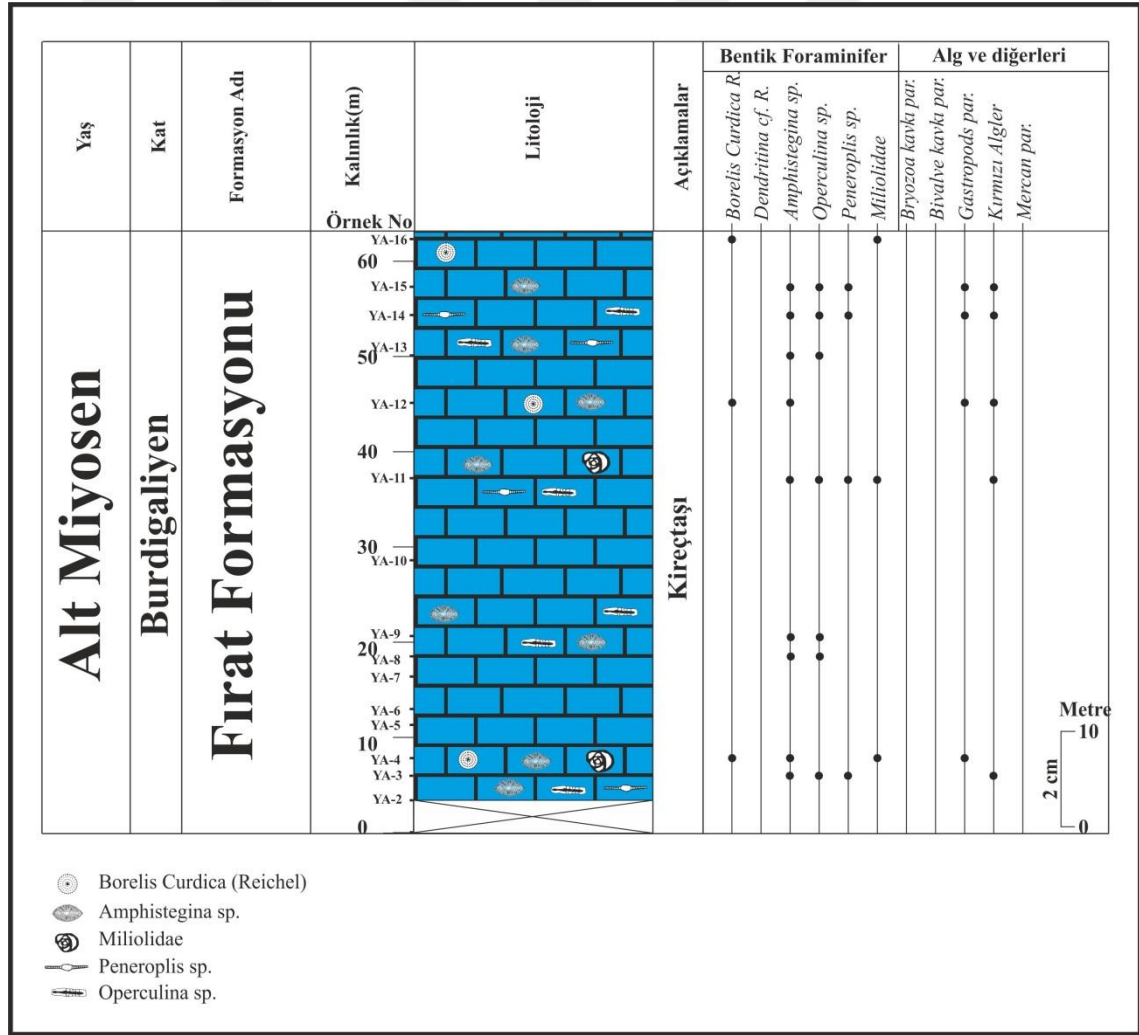 Yaş
Kat
Formasyon Adı
Kalınlık(m)
Örnek No
Litoloji
Açıklamalar
Bentik Foraminifer
Alg ve diğerleri
Borelis Curdica R.
Dendritina cf. R.
Amphistegina sp.
Operculina sp.
Peneroplis sp.
Miliolidae
Bryozoa kavkı par.
Bivalve kavkı par.
Gastropods par.
Kırmızı Algler
Mercan par.
Alt Miyosen
Burdigaliyen
Fırat Formasyonu
YA-16
60
YA-15
YA-14
YA-13
50
YA-12
40
YA-11
30
YA-10
YA-9
20
YA-8
YA-7
YA-6
YA-5
10
YA-4
YA-3
YA-2
0
Kireçtaşı
Metre
10
2 cm
0
Borelis Curdica (Reichel)
Amphistegina sp.
Miliolidae
Peneroplis sp.
Operculina sp.